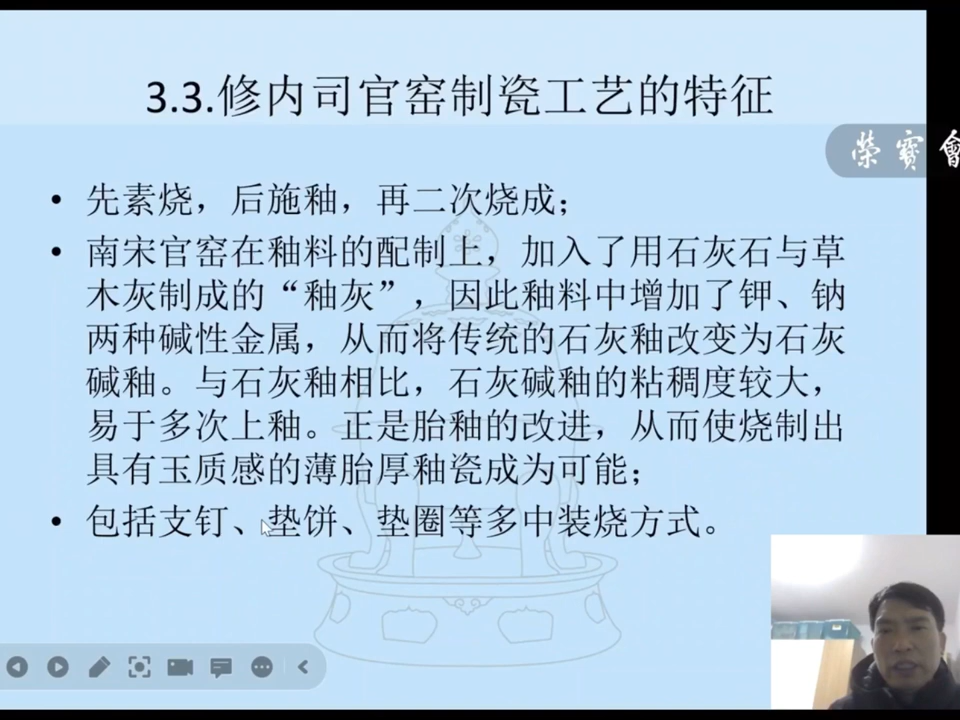 3.3.修内司官窑制瓷工艺的特征
榮寳會
• 先素烧，后施釉，再二次烧成；
• 南宋官窑在釉料的配制上，加入了用石灰石与草
木灰制成的“釉灰”，因此釉料中增加了钾、钠
两种碱性金属，从而将传统的石灰釉改变为石灰
碱釉。与石灰釉相比，石灰碱釉的粘稠度较大，
易于多次上釉。正是胎釉的改进，从而使烧制出
具有玉质感的薄胎厚釉瓷成为可能；
• 包括支钉、垫饼、垫圈等多中装烧方式。